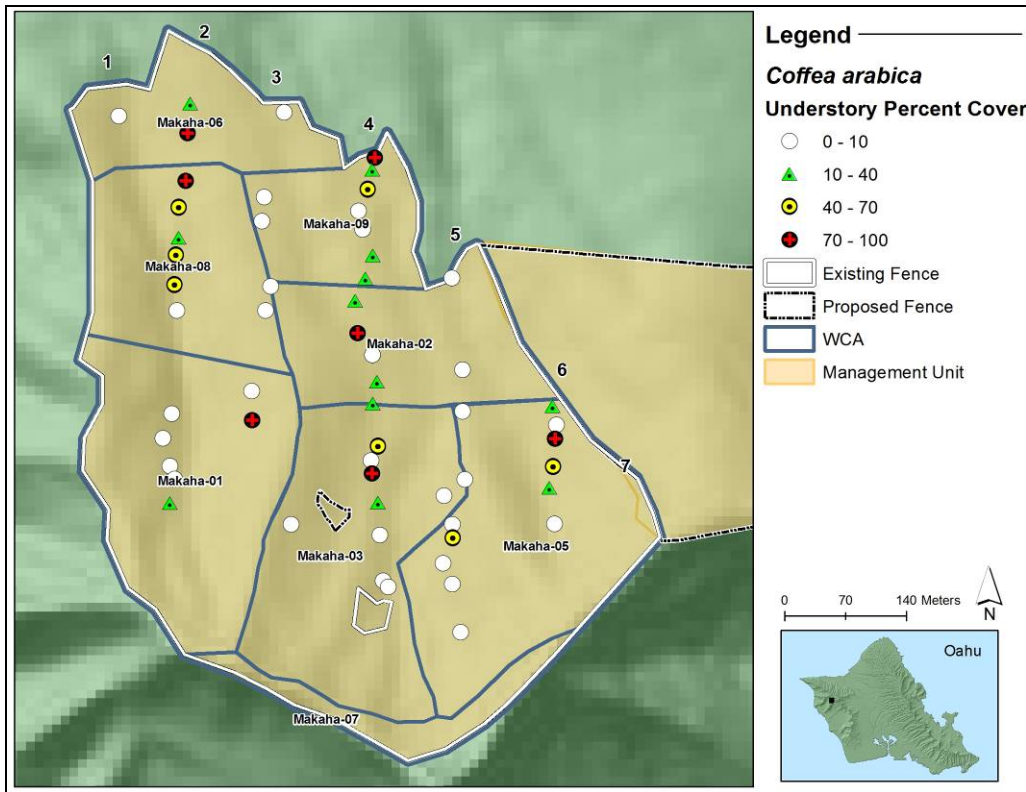 1
2
3
4
5
6
7
Makaha-06
Makaha-09
Makaha-08
Makaha-02
Makaha-01
Makaha-03
Makaha-05
Makaha-07
Legend
Coffea arabica
Understory Percent Cover
0 - 10
10 - 40
40 - 70
70 - 100
Existing Fence
Proposed Fence
WCA
Management Unit
0 70 140 Meters
N
Oahu